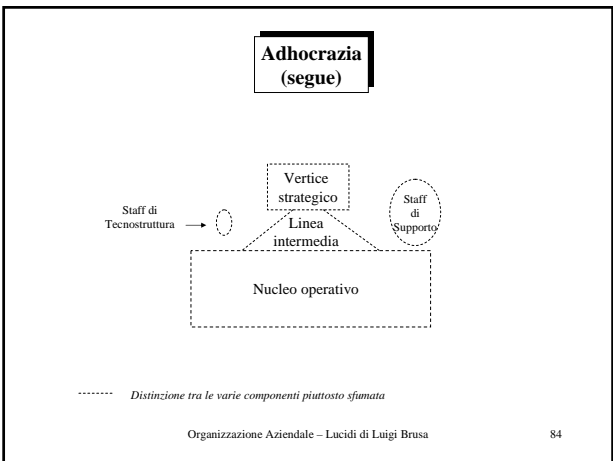 Adhocrazia
(segue)
Vertice
strategico
Staff di
Tecnostruttura
Linea
intermedia
Staff
di
Supporto
Nucleo operativo
Distinzione tra le varie componenti piuttosto sfumata
Organizzazione Aziendale – Lucidi di Luigi Brusa 84